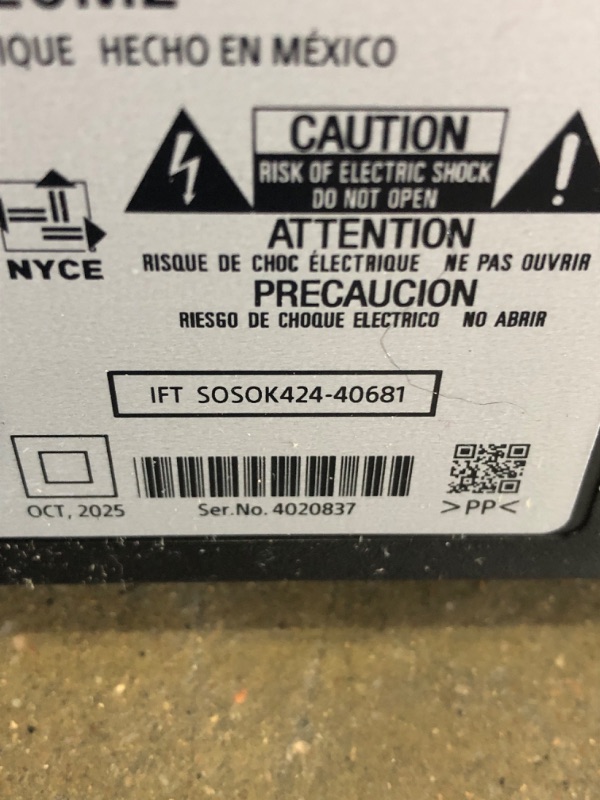 HECHO EN MÉXICO
CAUTION
RISK OF ELECTRIC SHOCK
DO NOT OPEN
NYCE
ATTENTION
RISQUE DE CHOC ÉLECTRIQUE NE PAS OUVRIR
PRECAUCION
RIESGO DE CHOQUE ELECTRICO NO ABRIR
IFT SOSOK424-40681
OCT, 2025
Ser.No. 4020837
>PP<